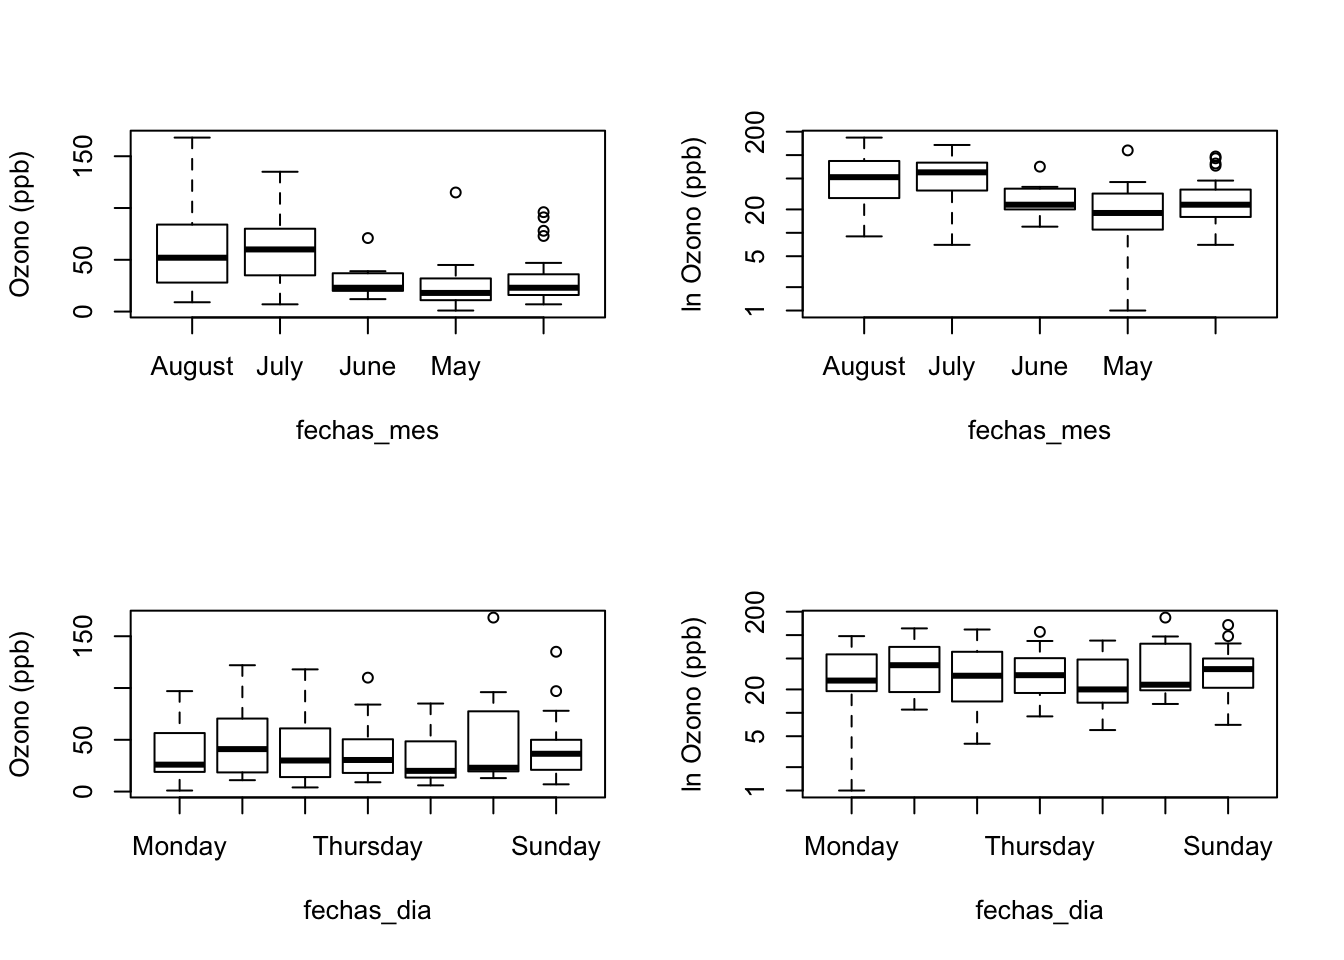 Ozono (ppb)
150
50
0
August July June May
fechas_mes
ln Ozono (ppb)
200
20
5
1
August July June May
fechas_mes
Ozono (ppb)
150
50
0
Monday Thursday Sunday
fechas_dia
ln Ozono (ppb)
200
20
5
1
Monday Thursday Sunday
fechas_dia